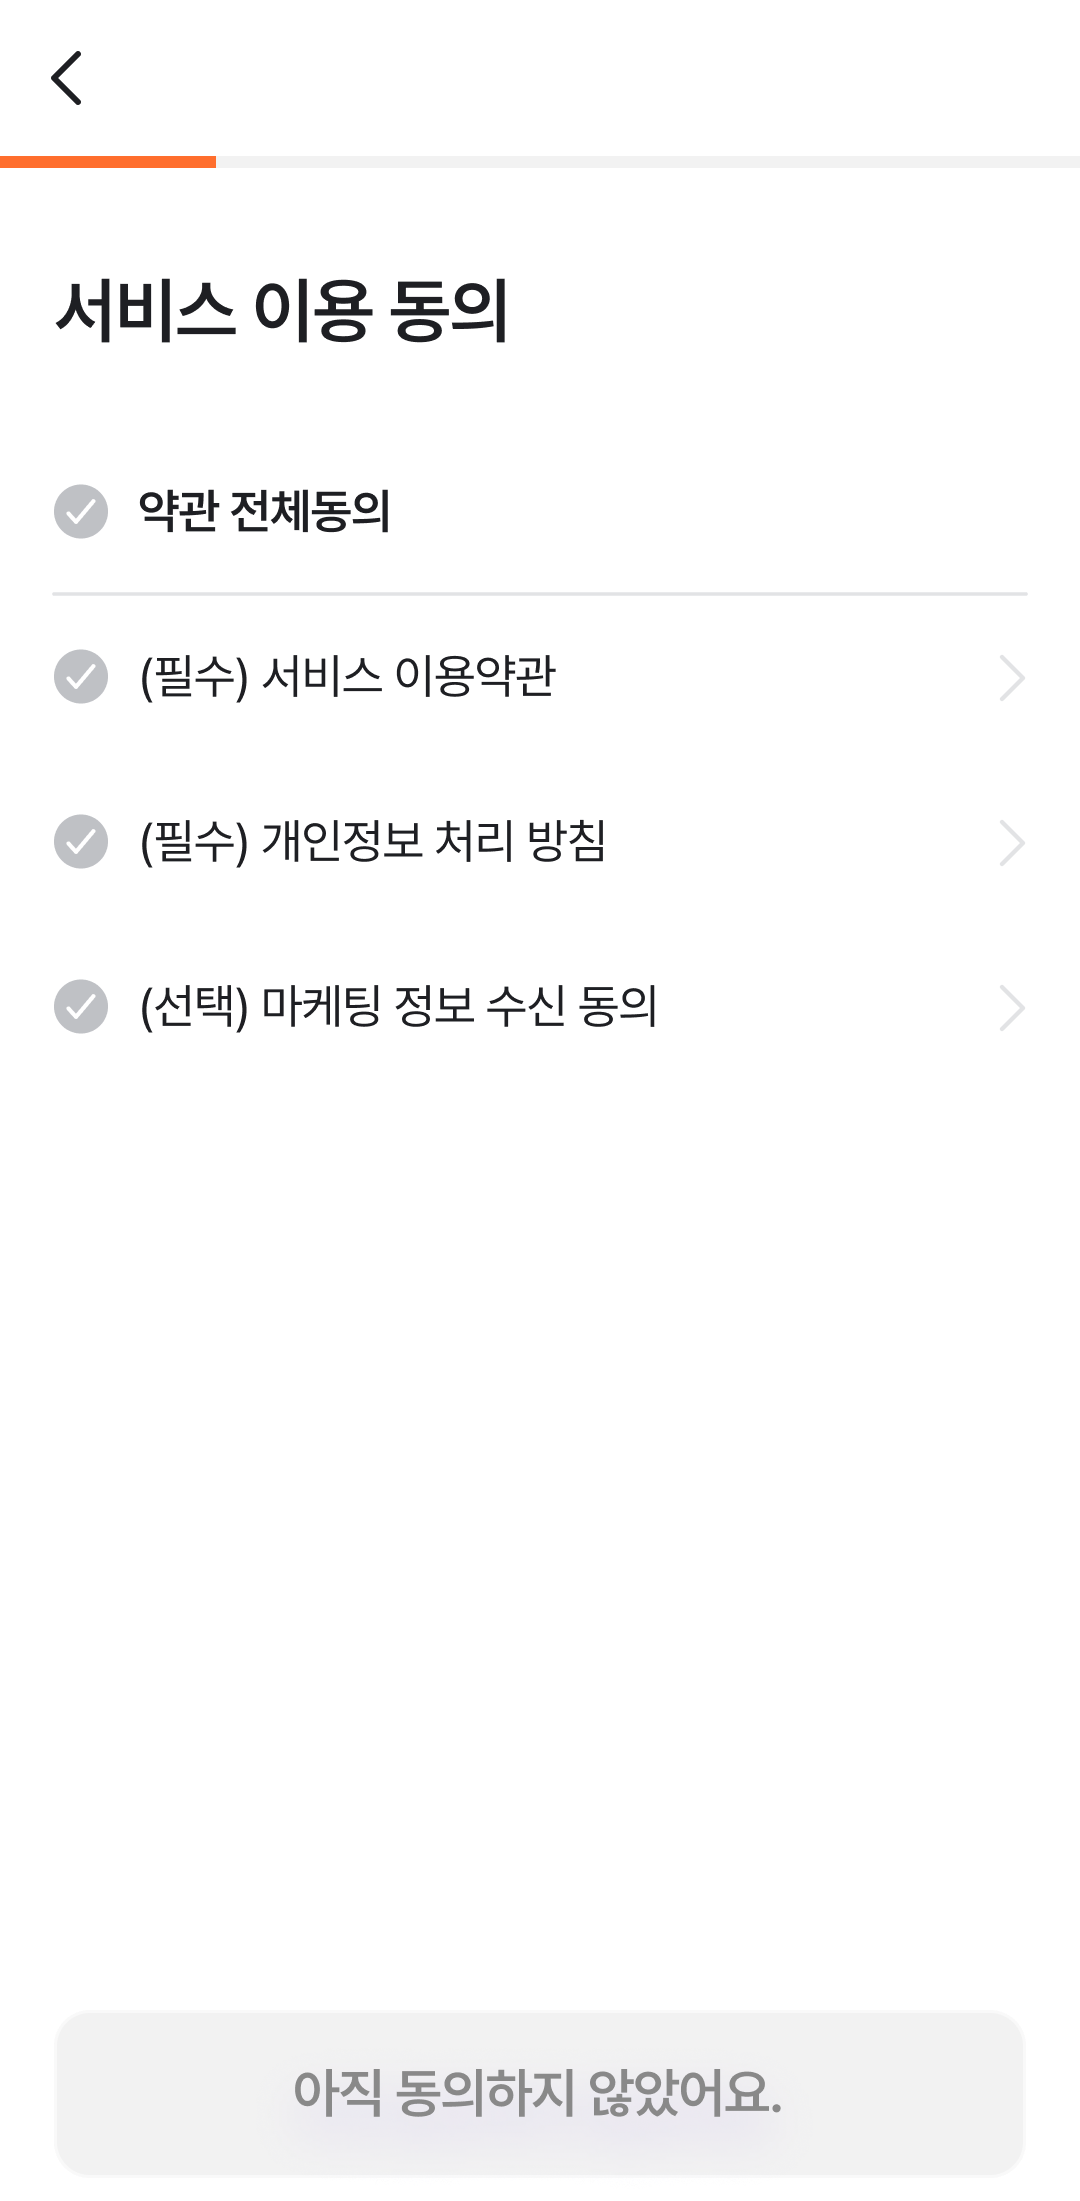 서비스 이용 동의
약관 전체동의
(필수) 서비스 이용약관
(필수) 개인정보 처리 방침
(선택) 마케팅 정보 수신 동의
아직 동의하지 않았어요.